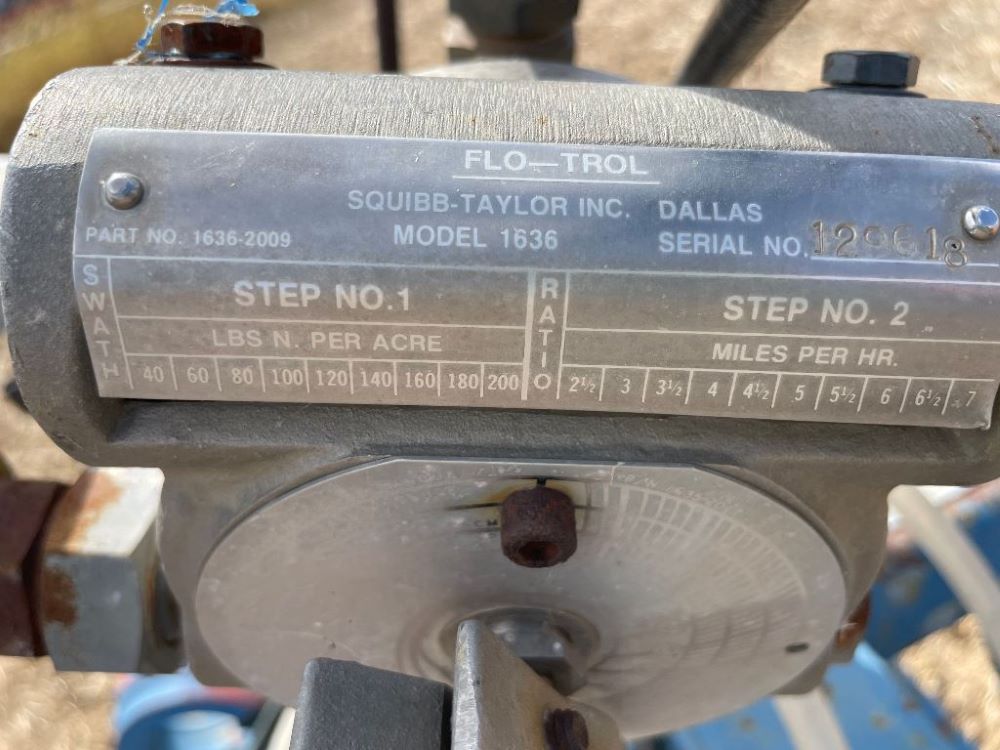 FLO—TROL
SQUIBB-TAYLOR INC. DALLAS
PART NO. 1636-2009 MODEL 1636 SERIAL NO.
SWATH
STEP NO.1
LBS N. PER ACRE
40 60 80 100 120 140 160 180 200
RATIO
STEP NO. 2
MILES PER HR.
2½ 3 3½ 4 4½ 5 5½ 6 6½ 7